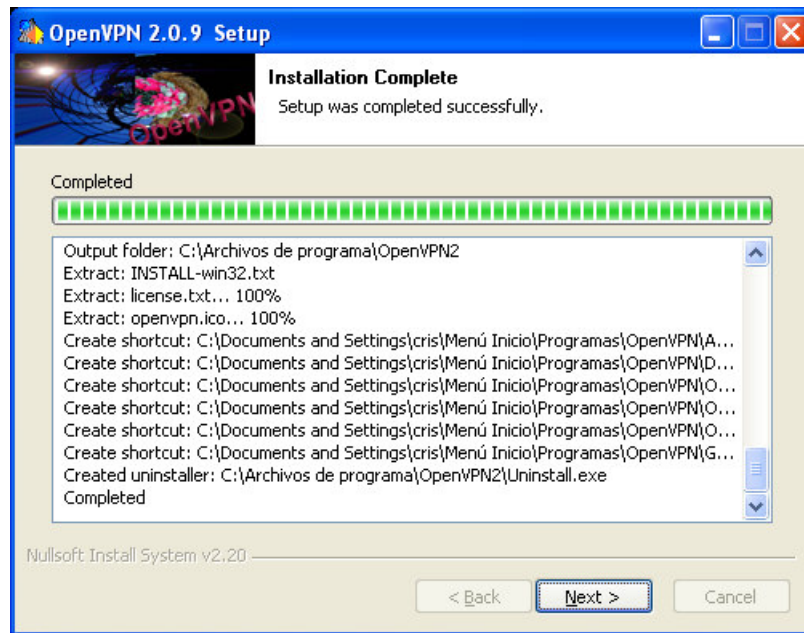 OpenVPN 2.0.9 Setup
OpenVPN
Installation Complete
Setup was completed successfully.
Completed
Output folder: C:\Archivos de programa\OpenVPN2
Extract: INSTALL-win32.txt
Extract: license.txt... 100%
Extract: openvpn.ico... 100%
Create shortcut: C:\Documents and Settings\cris\Menú Inicio\Programas\OpenVPN\A...
Create shortcut: C:\Documents and Settings\cris\Menú Inicio\Programas\OpenVPN\D...
Create shortcut: C:\Documents and Settings\cris\Menú Inicio\Programas\OpenVPN\O...
Create shortcut: C:\Documents and Settings\cris\Menú Inicio\Programas\OpenVPN\O...
Create shortcut: C:\Documents and Settings\cris\Menú Inicio\Programas\OpenVPN\O...
Create shortcut: C:\Documents and Settings\cris\Menú Inicio\Programas\OpenVPN\G...
Created uninstaller: C:\Archivos de programa\OpenVPN2\Uninstall.exe
Completed
Nullsoft Install System v2.20
< Back Next > Cancel